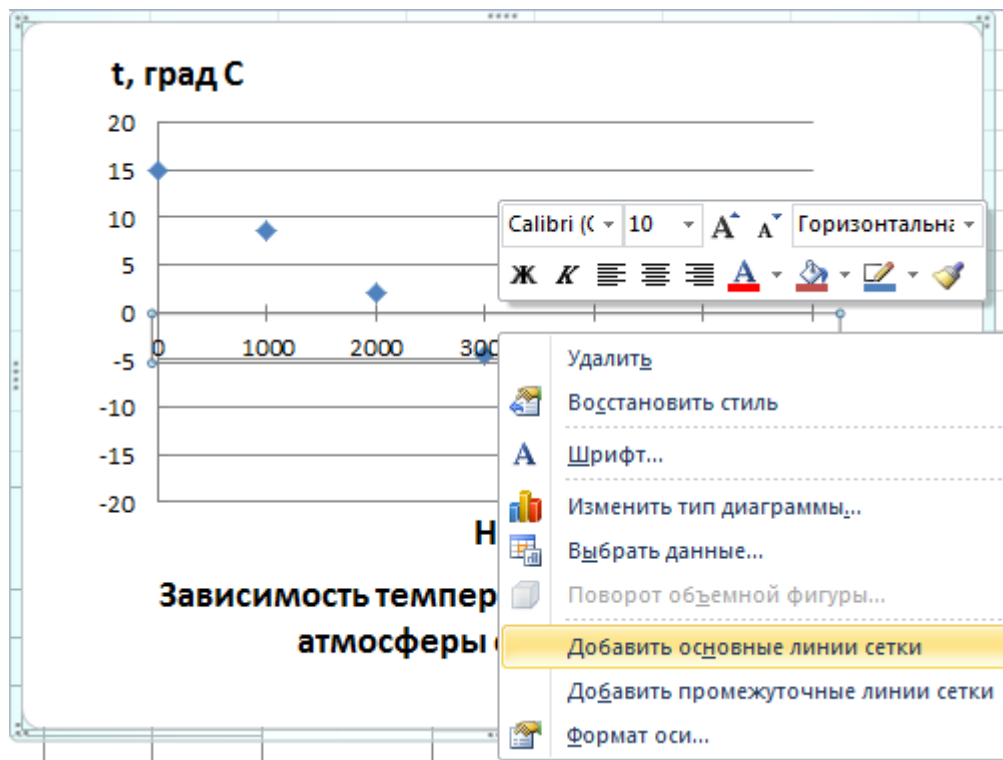 t, град C
20
15
10
5
0
-5
-10
-15
-20
0 1000 2000 300
H
Зависимость темпер
атмосферы
Calibri (С 10 А А Горизонтальна
Ж К А
Удалить
Восстановить стиль
А Шрифт...
Изменить тип диаграммы...
Выбрать данные...
Поворот объемной фигуры...
Добавить основные линии сетки
Добавить промежуточные линии сетки
Формат оси...